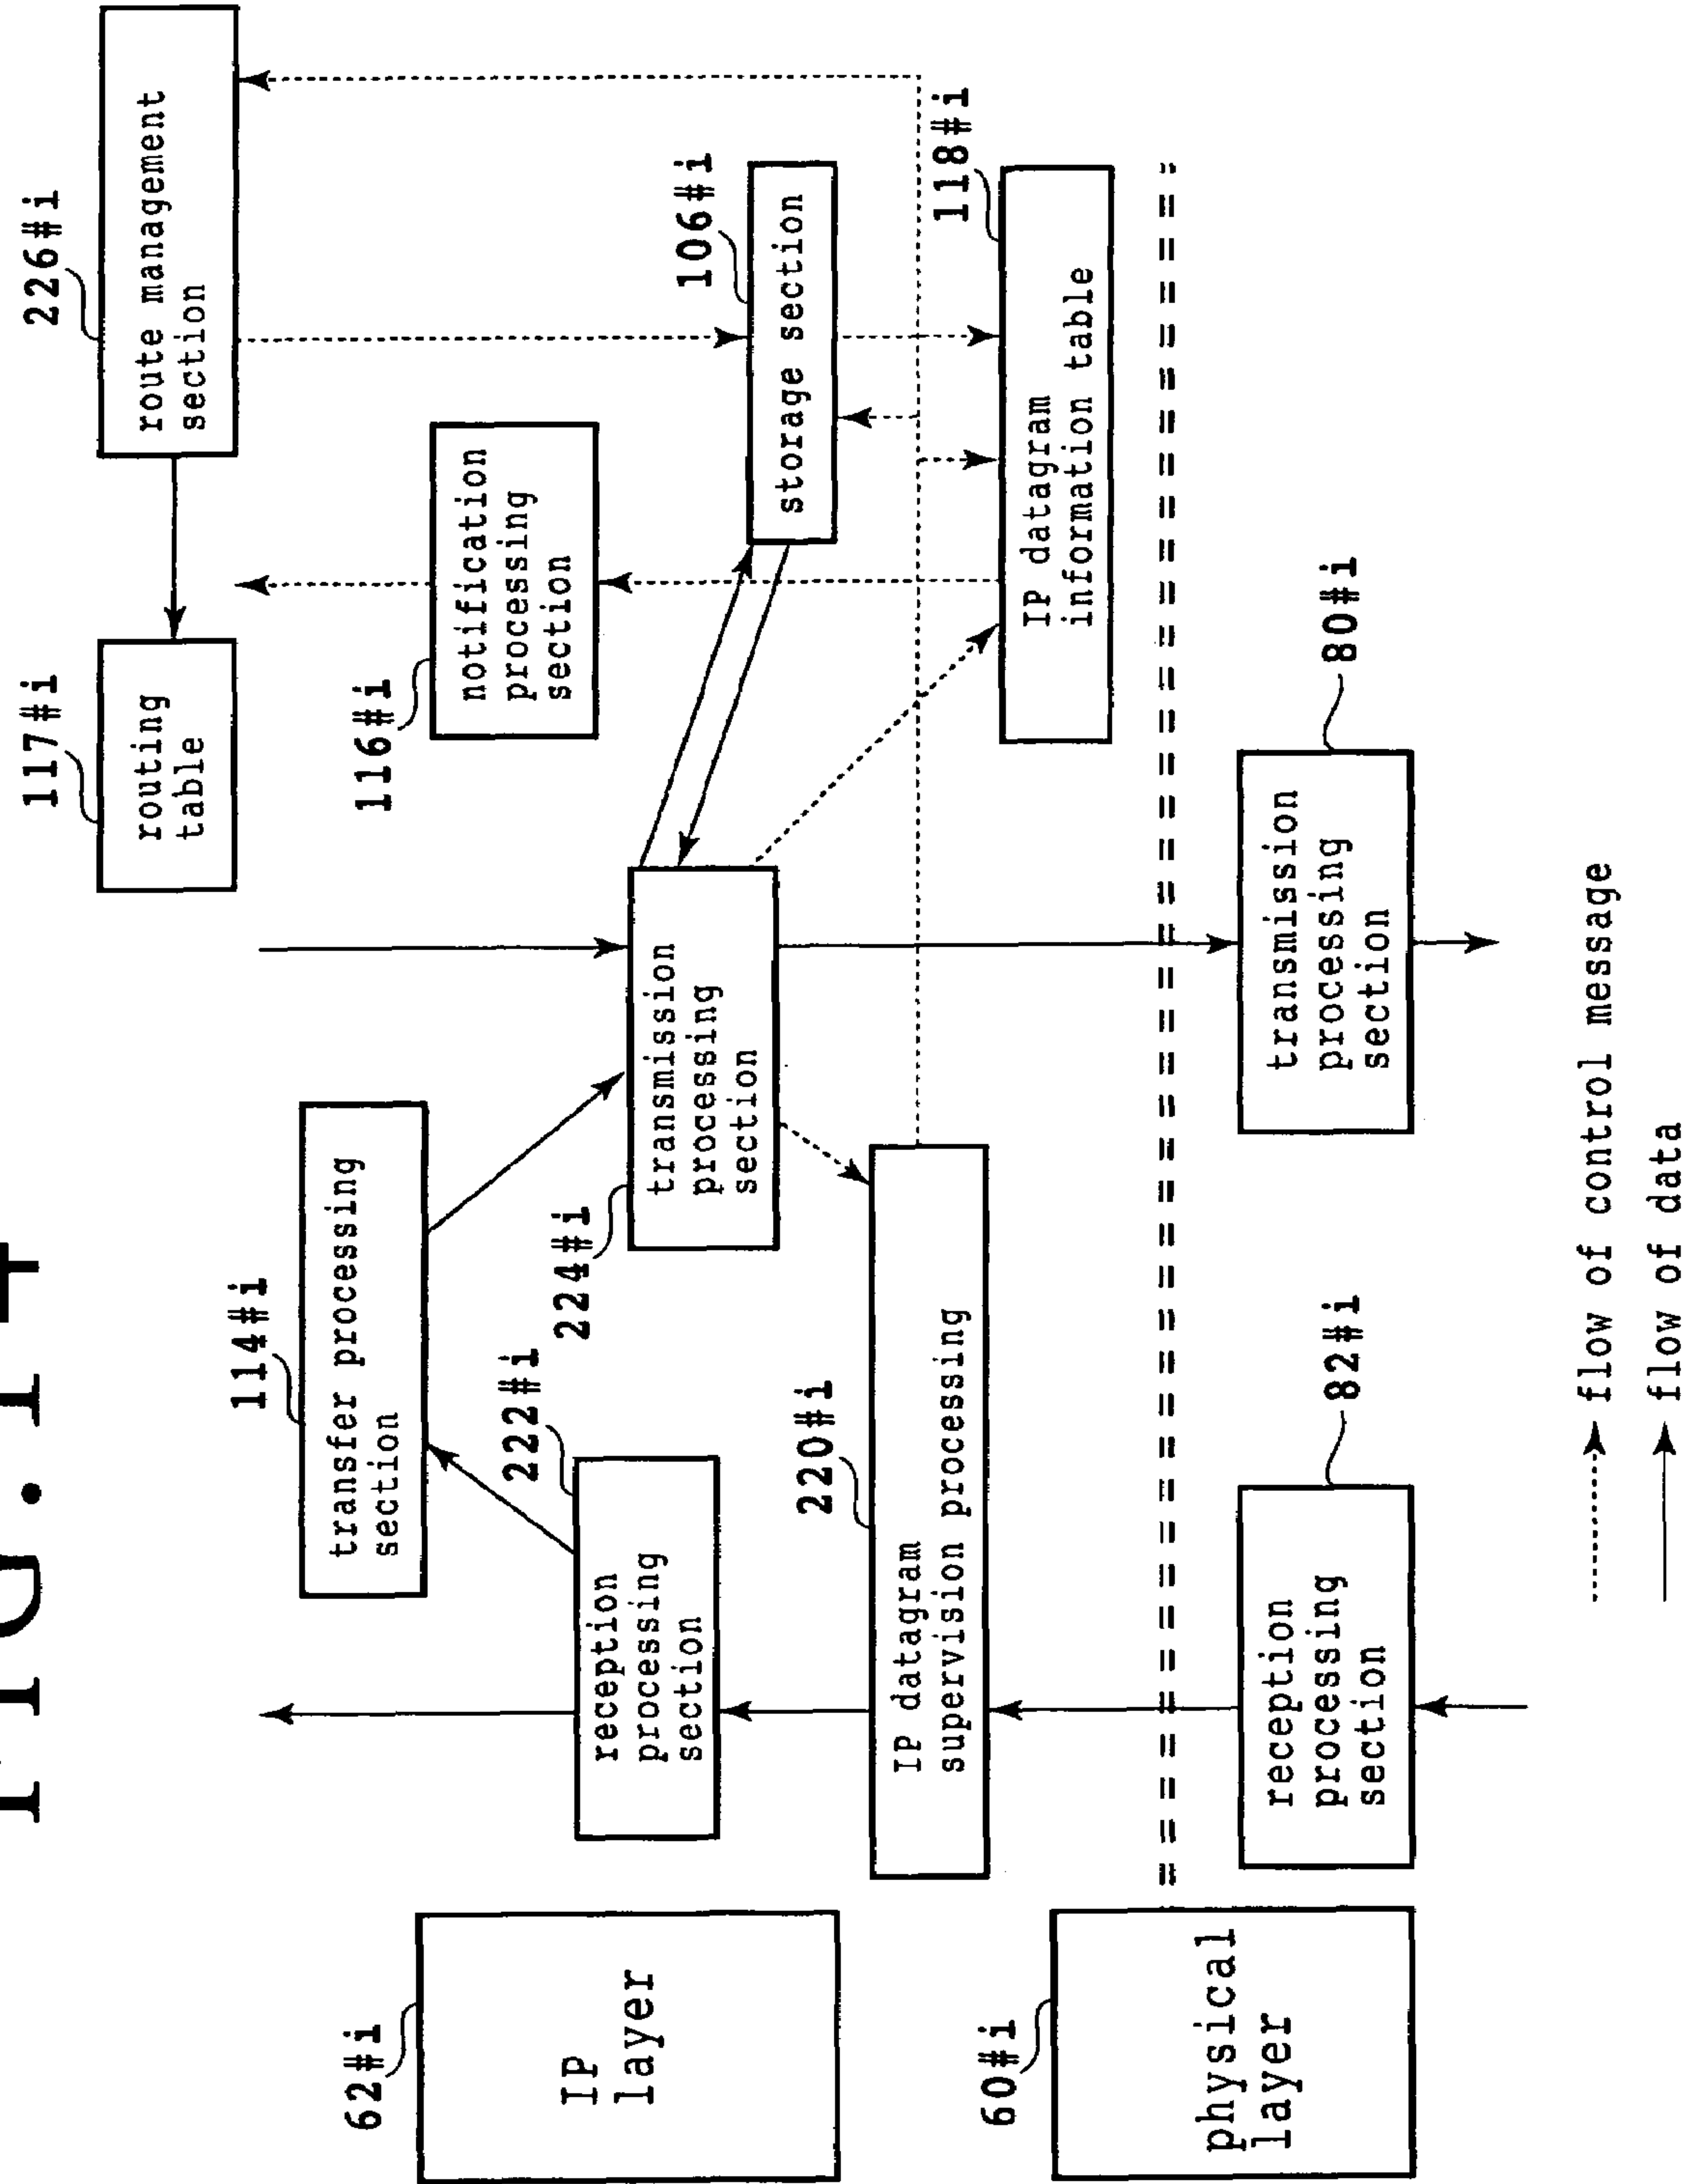 FIG. 14
117#i
226#i
routing
table
route management
section
114#i
transfer processing
section
62#i
IP
layer
116#i
notification
processing
section
222#i
reception
processing
section
224#i
transmission
processing
section
106#i
storage section
220#i
IP datagram
supervision processing
118#i
IP datagram
information table
60#i
physical
layer
82#i
reception
processing
section
80#i
transmission
processing
section
flow of control message
flow of data